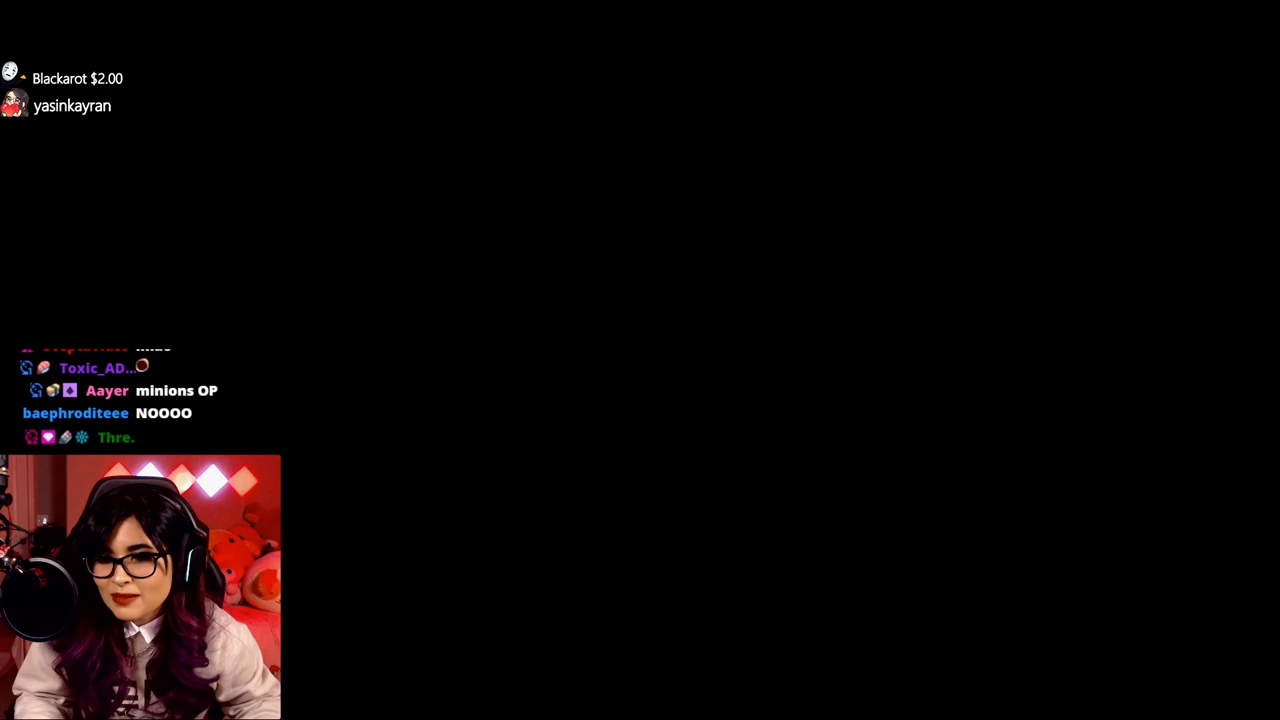 Blackarot $2.00
yasinkayran
Toxic_AD...
Aayer minions OP
baephroditeee NOOOO
Thre.